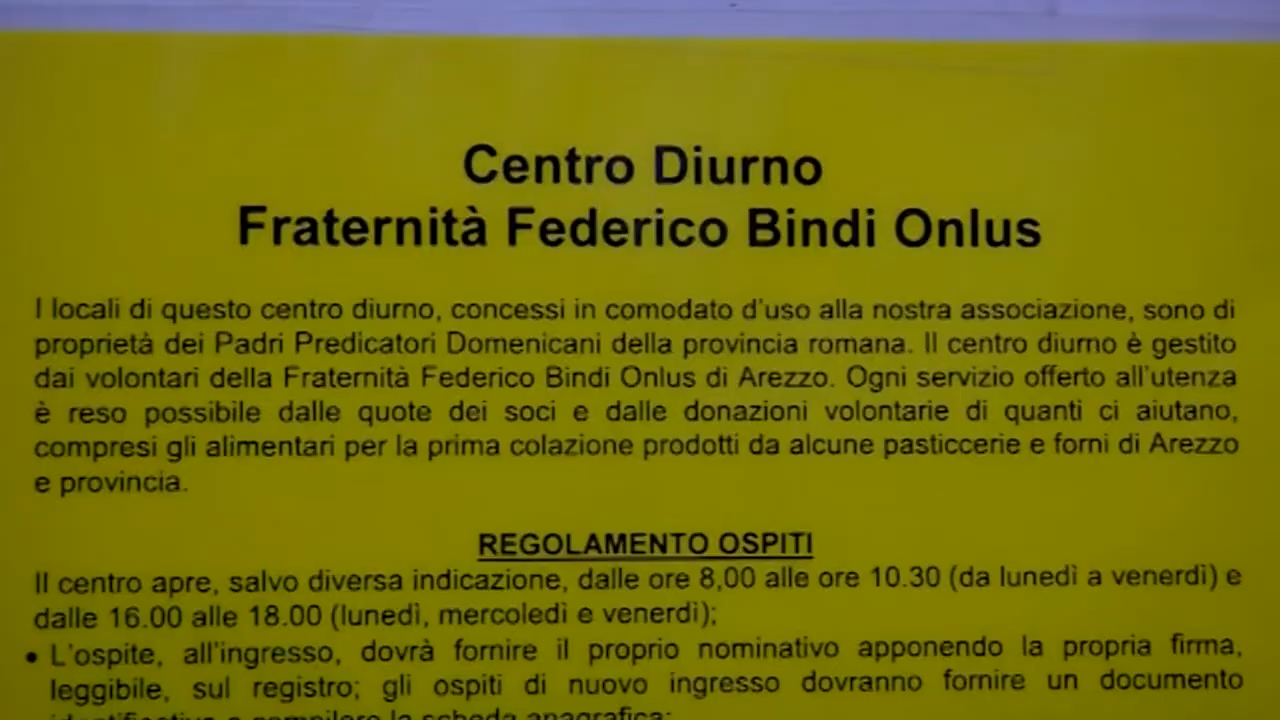 Centro Diurno
Fraternità Federico Bindi Onlus
I locali di questo centro diurno, concessi in comodato d'uso alla nostra associazione, sono di
proprietà dei Padri Predicatori Domenicani della provincia romana. Il centro diurno è gestito
dai volontari della Fraternità Federico Bindi Onlus di Arezzo. Ogni servizio offerto all'utenza
è reso possibile dalle quote dei soci e dalle donazioni volontarie di quanti ci aiutano,
compresi gli alimentari per la prima colazione prodotti da alcune pasticcerie e forni di Arezzo
e provincia.
REGOLAMENTO OSPITI
Il centro apre, salvo diversa indicazione, dalle ore 8,00 alle ore 10.30 (da lunedì a venerdì) e
dalle 16.00 alle 18.00 (lunedì, mercoledì e venerdì);
• L'ospite, all'ingresso, dovrà fornire il proprio nominativo apponendo la propria firma,
leggibile, sul registro; gli ospiti di nuovo ingresso dovranno fornire un documento
identificativo e compilare la scheda anagrafica;